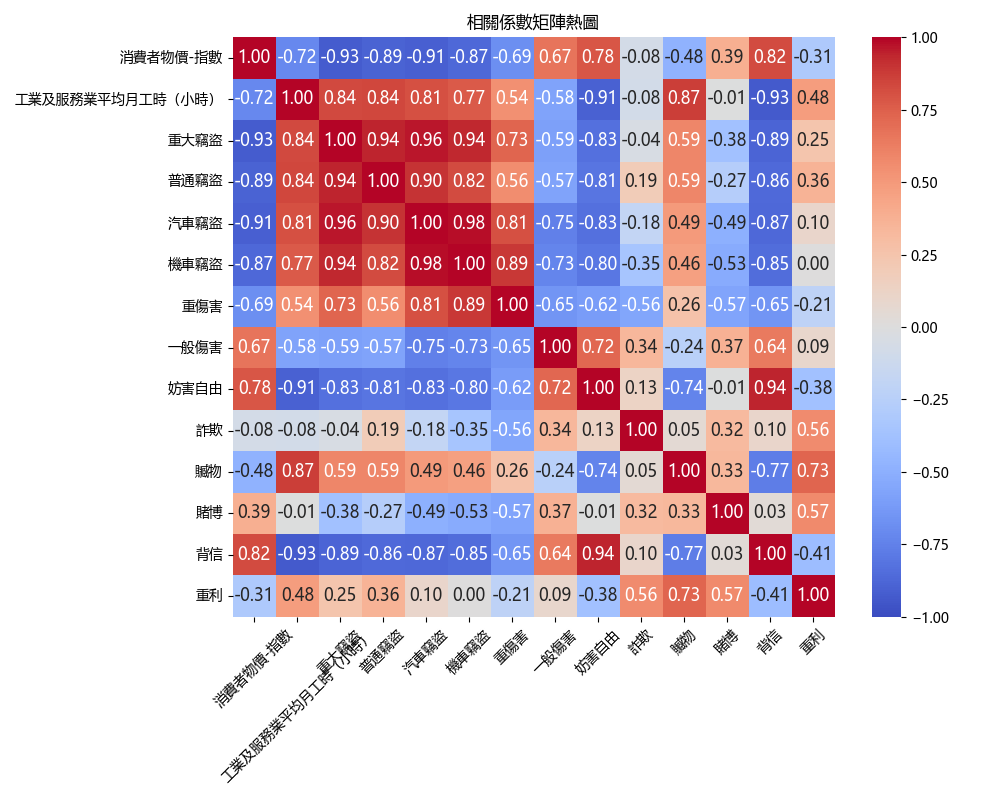 相關係數矩陣熱圖
消費者物價-指數 1.00 -0.72 -0.93 -0.89 -0.91 -0.87 -0.69 0.67 0.78 -0.08 -0.48 0.39 0.82 -0.31
工業及服務業平均月工時（小時） -0.72 1.00 0.84 0.84 0.81 0.77 0.54 -0.58 -0.91 -0.08 0.87 -0.01 -0.93 0.48
重大竊盜 -0.93 0.84 1.00 0.94 0.96 0.94 0.73 -0.59 -0.83 -0.04 0.59 -0.38 -0.89 0.25
普通竊盜 -0.89 0.84 0.94 1.00 0.90 0.82 0.56 -0.57 -0.81 0.19 0.59 -0.27 -0.86 0.36
汽車竊盜 -0.91 0.81 0.96 0.90 1.00 0.98 0.81 -0.75 -0.83 -0.18 0.49 -0.49 -0.87 0.10
機車竊盜 -0.87 0.77 0.94 0.82 0.98 1.00 0.89 -0.73 -0.80 -0.35 0.46 -0.53 -0.85 0.00
重傷害 -0.69 0.54 0.73 0.56 0.81 0.89 1.00 -0.65 -0.62 -0.56 0.26 -0.57 -0.65 -0.21
一般傷害 0.67 -0.58 -0.59 -0.57 -0.75 -0.73 -0.65 1.00 0.72 0.34 -0.24 0.37 0.64 0.09
妨害自由 0.78 -0.91 -0.83 -0.81 -0.83 -0.80 -0.62 0.72 1.00 0.13 -0.74 -0.01 0.94 -0.38
詐欺 -0.08 -0.08 -0.04 0.19 -0.18 -0.35 -0.56 0.34 0.13 1.00 0.05 0.32 0.10 0.56
贓物 -0.48 0.87 0.59 0.59 0.49 0.46 0.26 -0.24 -0.74 0.05 1.00 0.33 -0.77 0.73
賭博 0.39 -0.01 -0.38 -0.27 -0.49 -0.53 -0.57 0.37 -0.01 0.32 0.33 1.00 0.03 0.57
背信 0.82 -0.93 -0.89 -0.86 -0.87 -0.85 -0.65 0.64 0.94 0.10 -0.77 0.03 1.00 -0.41
重利 -0.31 0.48 0.25 0.36 0.10 0.00 -0.21 0.09 -0.38 0.56 0.73 0.57 -0.41 1.00
消費者物價-指數
工業及服務業平均月工時（小時）
重大竊盜
普通竊盜
汽車竊盜
機車竊盜
重傷害
一般傷害
妨害自由
詐欺
贓物
賭博
背信
重利
1.00
0.75
0.50
0.25
0.00
−0.25
−0.50
−0.75
−1.00